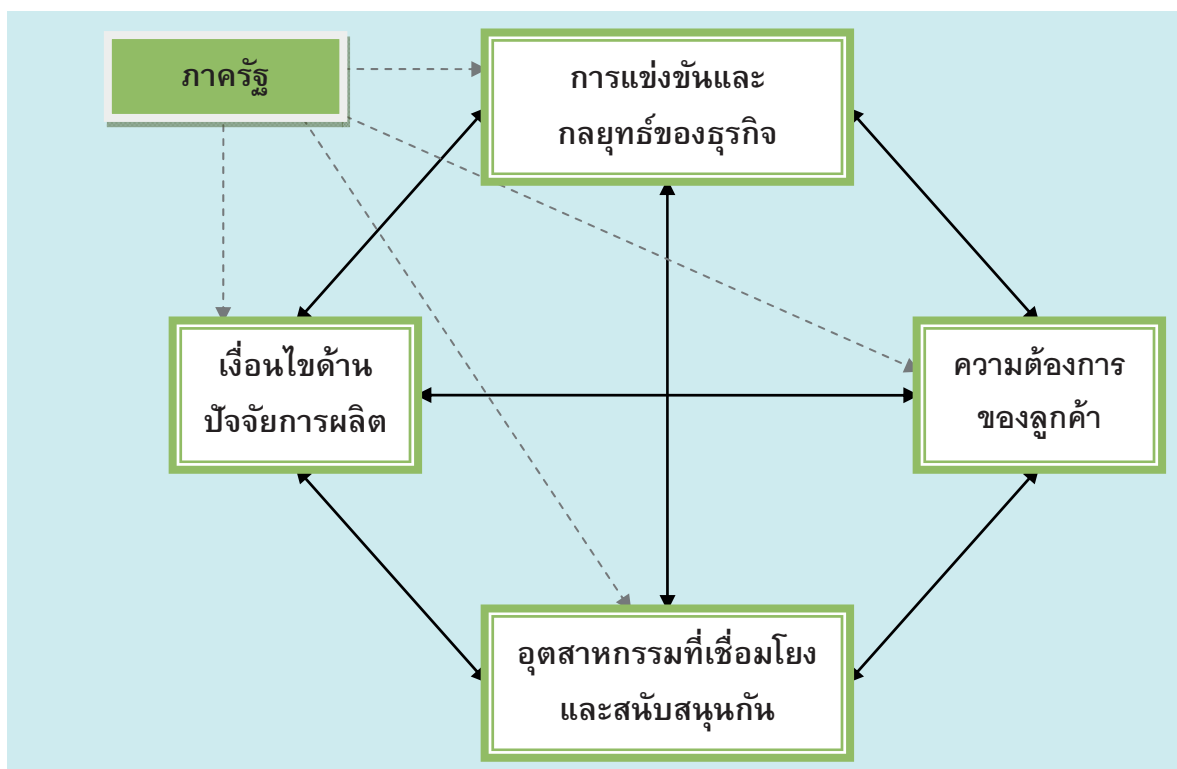 ภาครัฐ
การแข่งขันและ
กลยุทธ์ของธุรกิจ
เงื่อนไขด้าน
ปัจจัยการผลิต
ความต้องการ
ของลูกค้า
อุตสาหกรรมที่เชื่อมโยง
และสนับสนุนกัน